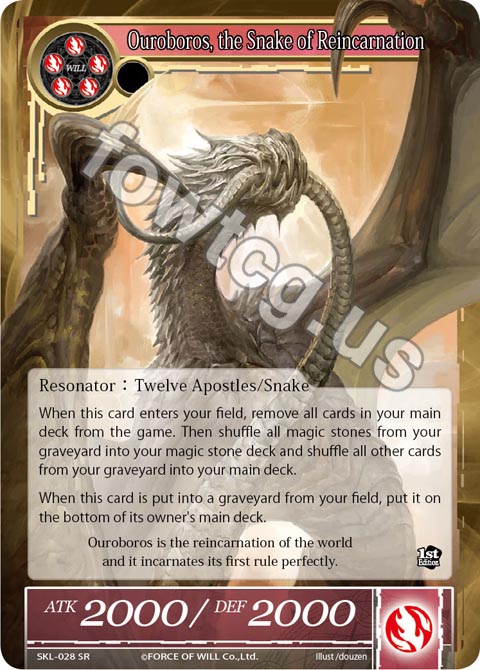 Ouroboros, the Snake of Reincarnation
WILL
fowtcg.us
Resonator : Twelve Apostles/Snake
When this card enters your field, remove all cards in your main
deck from the game. Then shuffle all magic stones from your
graveyard into your magic stone deck and shuffle all other cards
from your graveyard into your main deck.
When this card is put into a graveyard from your field, put it on
the bottom of its owner's main deck.
Ouroboros is the reincarnation of the world
and it incarnates its first rule perfectly.
1st
Edition
ATK 2000 / DEF 2000
SKL-028 SR ©FORCE OF WILL Co.,Ltd. Illust /douzen